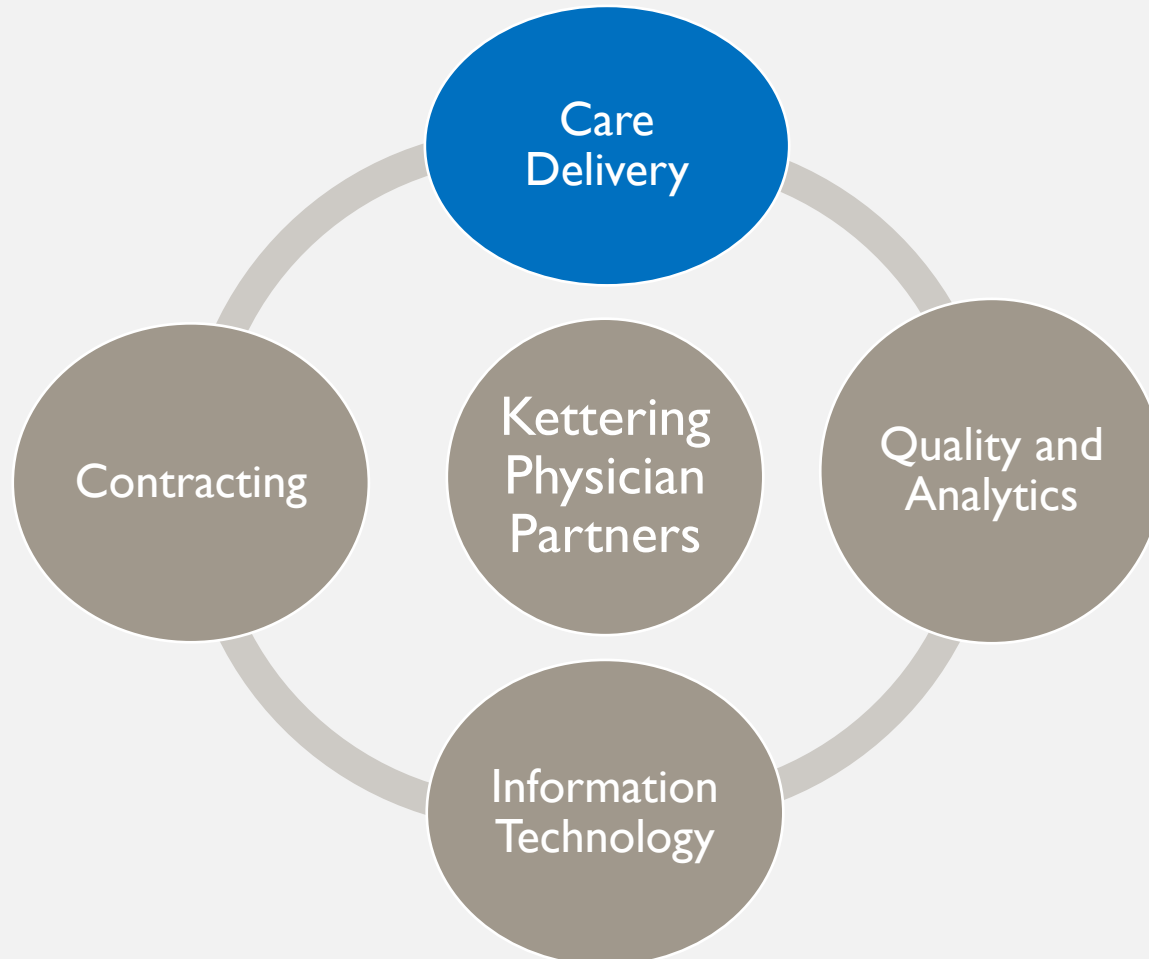 Care
Delivery
Contracting
Kettering
Physician
Partners
Quality and
Analytics
Information
Technology